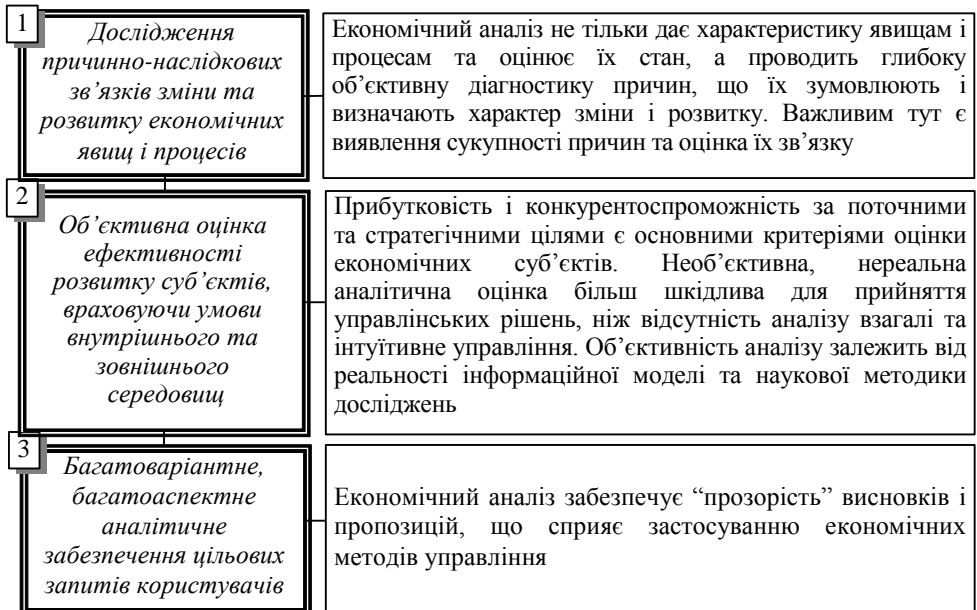 1
Дослідження
причинно-наслідкових
зв’язків зміни та
розвитку економічних
явищ і процесів
Економічний аналіз не тільки дає характеристику явищам і
процесам та оцінює їх стан, а проводить глибоку
об’єктивну діагностику причин, що їх зумовлюють і
визначають характер зміни і розвитку. Важливим тут є
виявлення сукупності причин та оцінка їх зв’язку
2
Об’єктивна оцінка
ефективності
розвитку суб’єктів,
враховуючи умови
внутрішнього та
зовнішнього
середовищ
Прибутковість і конкурентоспроможність за поточними
та стратегічними цілями є основними критеріями оцінки
економічних суб’єктів. Необ’єктивна, нереальна
аналітична оцінка більш шкідлива для прийняття
управлінських рішень, ніж відсутність аналізу взагалі та
інтуїтивне управління. Об’єктивність аналізу залежить від
реальності інформаційної моделі та наукової методики
досліджень
3
Багатоваріантне,
багатоаспектне
аналітичне
забезпечення цільових
запитів користувачів
Економічний аналіз забезпечує “прозорість” висновків і
пропозицій, що сприяє застосуванню економічних
методів управління